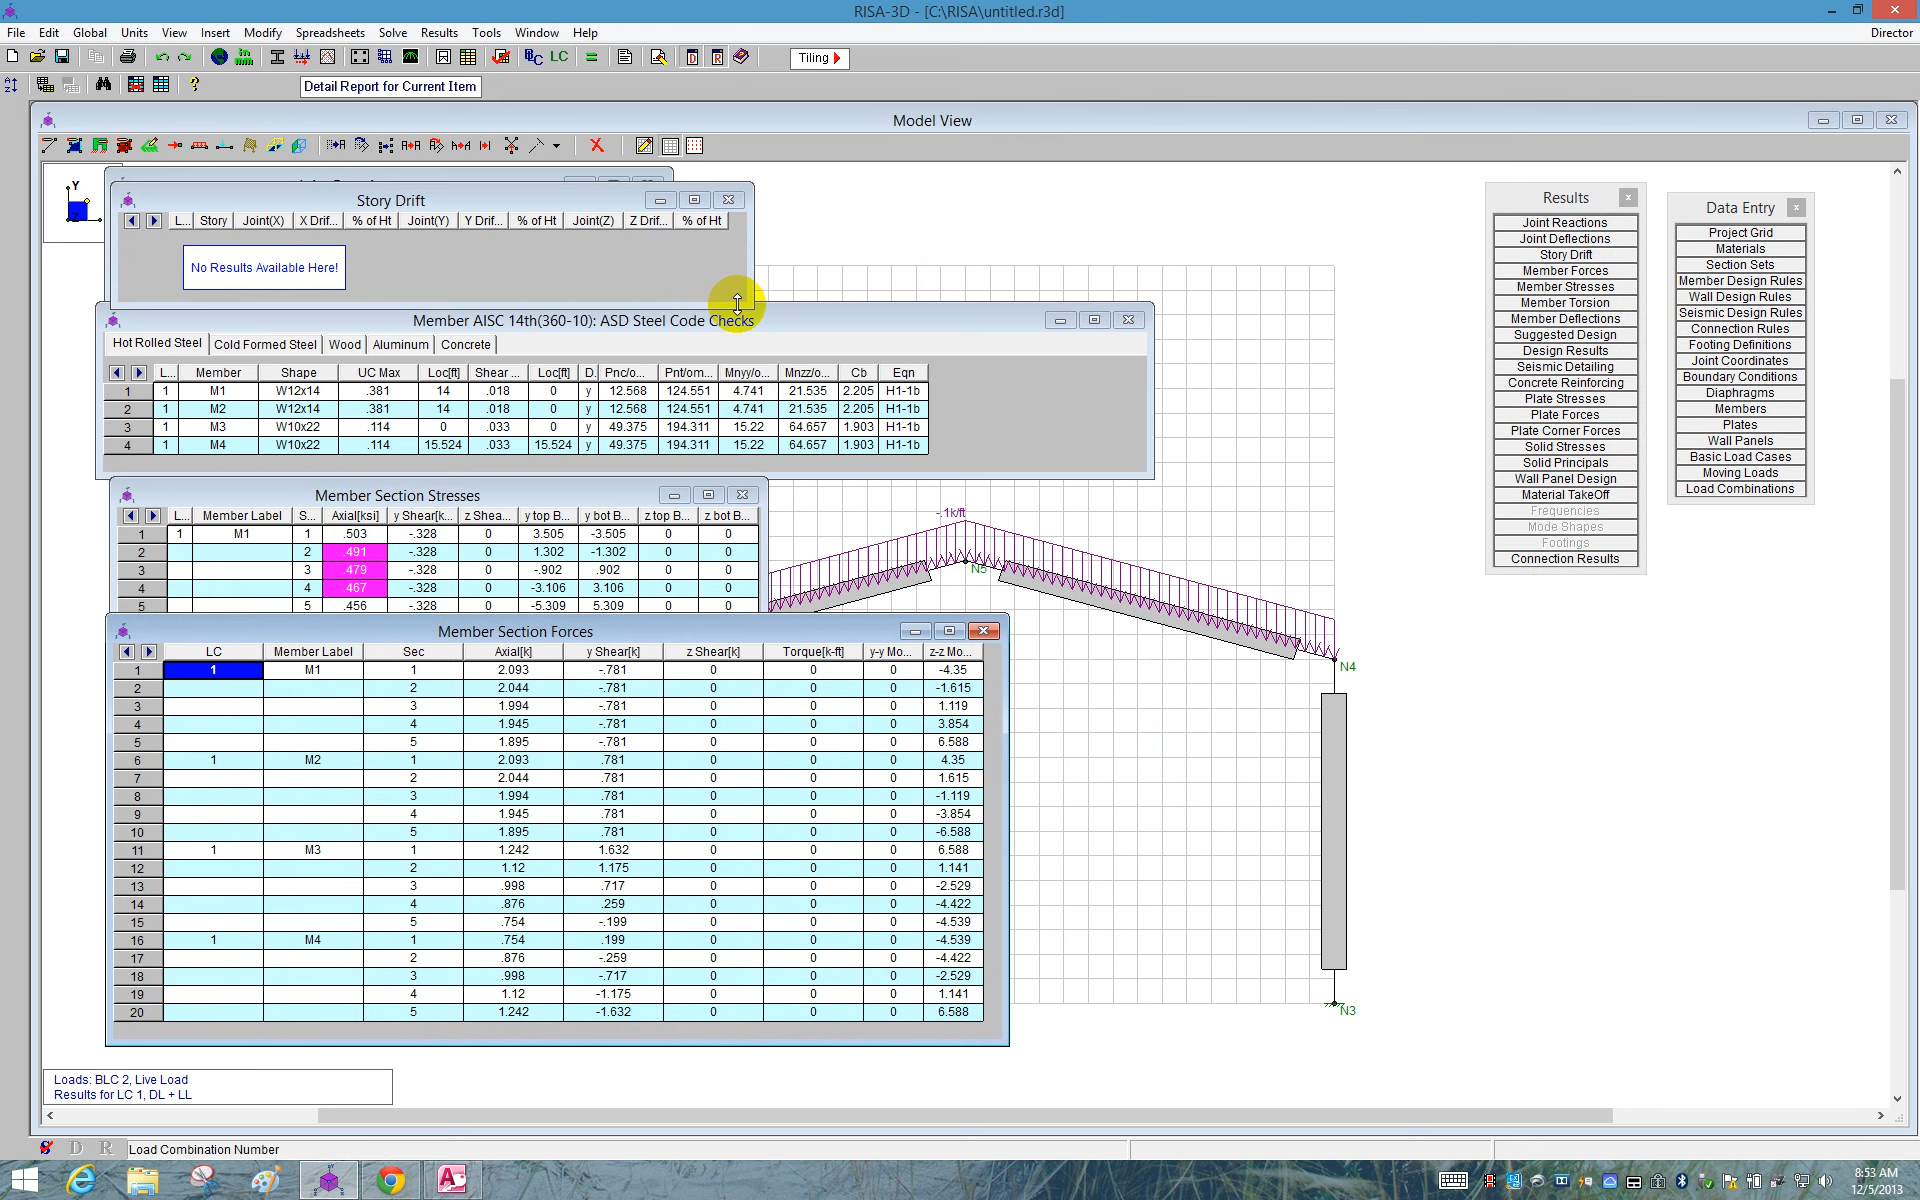 RISA-3D - [C:\RISA\untitled.r3d]
File Edit Global Units View Insert Modify Spreadsheets Solve Results Tools Window Help
Director
LC = D R Tiling
Detail Report for Current Item
Model View
Y
Story Drift
L... Story Joint(X) X Drif... % of Ht Joint(Y) Y Drif... % of Ht Joint(Z) Z Drif... % of Ht
No Results Available Here!
Member AISC 14th(360-10): ASD Steel Code Checks
Hot Rolled Steel Cold Formed Steel Wood Aluminum Concrete
L... Member Shape UC Max Loc[ft] Shear ... Loc[ft] D. Pnc/o... Pnt/om... Mnyy/o... Mnzz/o... Cb Eqn
1 1 M1 W12x14 .381 14 .018 0 y 12.568 124.551 4.741 21.535 2.205 H1-1b
2 1 M2 W12x14 .381 14 .018 0 y 12.568 124.551 4.741 21.535 2.205 H1-1b
3 1 M3 W10x22 .114 0 .033 0 y 49.375 194.311 15.22 64.657 1.903 H1-1b
4 1 M4 W10x22 .114 15.524 .033 15.524 y 49.375 194.311 15.22 64.657 1.903 H1-1b
Member Section Stresses
L... Member Label S... Axial[ksi] y Shear[k... z Shea... y top B... y bot B... z top B... z bot B...
1 1 M1 1 .503 -.328 0 3.505 -3.505 0 0
2 2 .491 -.328 0 1.302 -1.302 0 0
3 3 .479 -.328 0 -.902 .902 0 0
4 4 .467 -.328 0 -3.106 3.106 0 0
5 5 .456 -.328 0 -5.309 5.309 0 0
Member Section Forces
LC Member Label Sec Axial[k] y Shear[k] z Shear[k] Torque[k-ft] y-y Mo... z-z Mo...
1 1 M1 1 2.093 -.781 0 0 0 -4.35
2 2 2.044 -.781 0 0 0 -1.615
3 3 1.994 -.781 0 0 0 1.119
4 4 1.945 -.781 0 0 0 3.854
5 5 1.895 -.781 0 0 0 6.588
6 1 M2 1 2.093 .781 0 0 0 4.35
7 2 2.044 .781 0 0 0 1.615
8 3 1.994 .781 0 0 0 -1.119
9 4 1.945 .781 0 0 0 -3.854
10 5 1.895 .781 0 0 0 -6.588
11 1 M3 1 1.242 1.632 0 0 0 6.588
12 2 1.12 1.175 0 0 0 1.141
13 3 .998 .717 0 0 0 -2.529
14 4 .876 .259 0 0 0 -4.422
15 5 .754 -.199 0 0 0 -4.539
16 1 M4 1 .754 .199 0 0 0 -4.539
17 2 .876 -.259 0 0 0 -4.422
18 3 .998 -.717 0 0 0 -2.529
19 4 1.12 -1.175 0 0 0 1.141
20 5 1.242 -1.632 0 0 0 6.588
-.1k/ft
N5
N4
N3
Results
Joint Reactions
Joint Deflections
Story Drift
Member Forces
Member Stresses
Member Torsion
Member Deflections
Suggested Design
Design Results
Seismic Detailing
Concrete Reinforcing
Plate Stresses
Plate Forces
Plate Corner Forces
Solid Stresses
Solid Principals
Wall Panel Design
Material TakeOff
Frequencies
Mode Shapes
Footings
Connection Results
Data Entry
Project Grid
Materials
Section Sets
Member Design Rules
Wall Design Rules
Seismic Design Rules
Connection Rules
Footing Definitions
Joint Coordinates
Boundary Conditions
Diaphragms
Members
Plates
Wall Panels
Basic Load Cases
Moving Loads
Load Combinations
Loads: BLC 2, Live Load
Results for LC 1, DL + LL
D R Load Combination Number
8:53 AM
12/5/2013